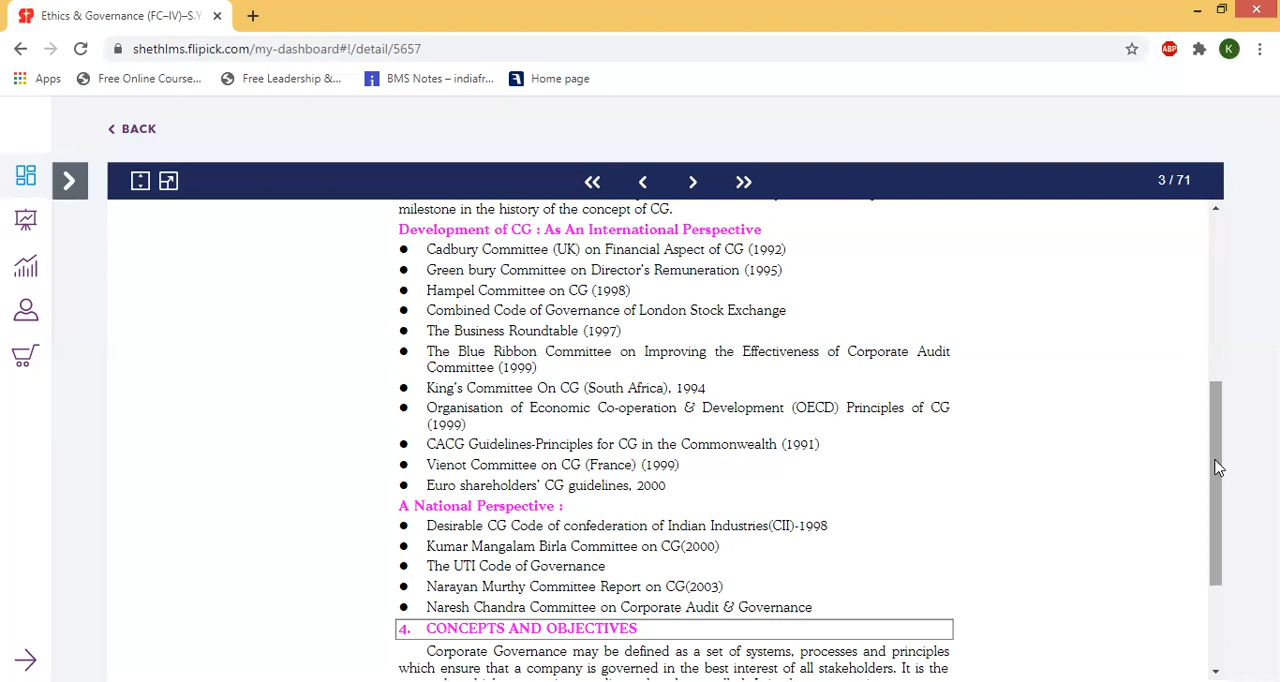 Ethics & Governance (FC–IV)–S.Y.
shethlms.flipick.com/my-dashboard#!/detail/5657
ABP
K
Apps
Free Online Course...
Free Leadership &...
BMS Notes – indiafr...
Home page
BACK
3 / 71
milestone in the history of the concept of CG.
Development of CG : As An International Perspective
● Cadbury Committee (UK) on Financial Aspect of CG (1992)
● Green bury Committee on Director's Remuneration (1995)
● Hampel Committee on CG (1998)
● Combined Code of Governance of London Stock Exchange
● The Business Roundtable (1997)
● The Blue Ribbon Committee on Improving the Effectiveness of Corporate Audit
Committee (1999)
● King's Committee On CG (South Africa), 1994
● Organisation of Economic Co-operation & Development (OECD) Principles of CG
(1999)
● CACG Guidelines-Principles for CG in the Commonwealth (1991)
● Vienot Committee on CG (France) (1999)
● Euro shareholders' CG guidelines, 2000
A National Perspective :
● Desirable CG Code of confederation of Indian Industries(CII)-1998
● Kumar Mangalam Birla Committee on CG(2000)
● The UTI Code of Governance
● Narayan Murthy Committee Report on CG(2003)
● Naresh Chandra Committee on Corporate Audit & Governance
4. CONCEPTS AND OBJECTIVES
Corporate Governance may be defined as a set of systems, processes and principles
which ensure that a company is governed in the best interest of all stakeholders. It is the